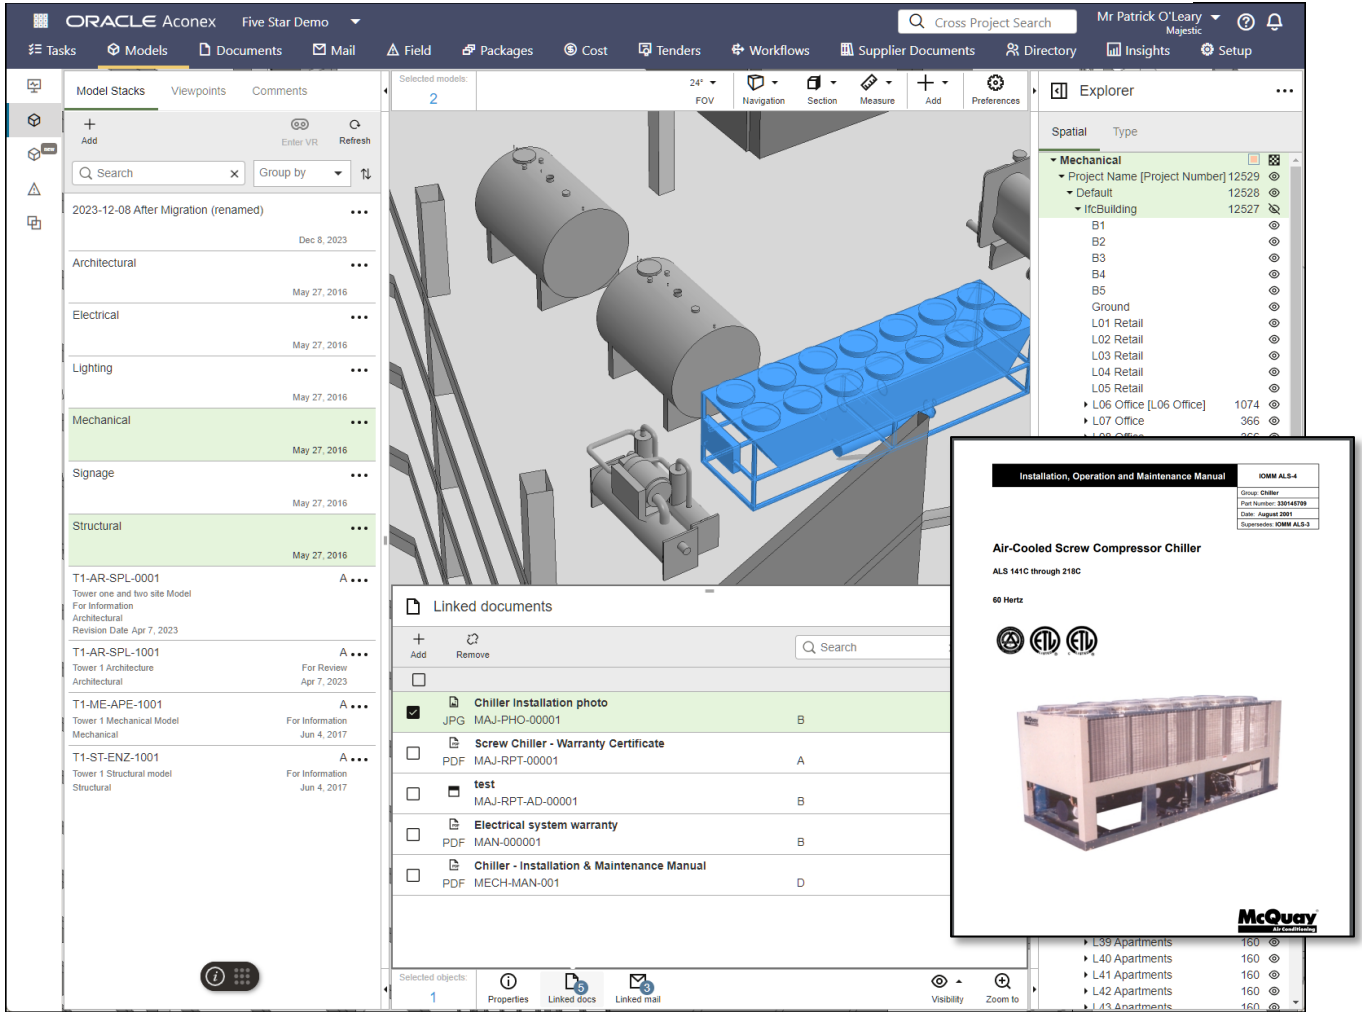 ORACLE Aconex
Five Star Demo
Cross Project Search
Mr Patrick O'Leary
Majestic
Tasks
Models
Documents
Mail
Field
Packages
Cost
Tenders
Workflows
Supplier Documents
Directory
Insights
Setup
NEW
Model Stacks
Viewpoints
Comments
Add
Enter VR
Refresh
Search
Group by
2023-12-08 After Migration (renamed)
Dec 8, 2023
Architectural
May 27, 2016
Electrical
May 27, 2016
Lighting
May 27, 2016
Mechanical
May 27, 2016
Signage
May 27, 2016
Structural
May 27, 2016
T1-AR-SPL-0001 A
Tower one and two site Model
For Information
Architectural
Revision Date Apr 7, 2023
T1-AR-SPL-1001 A
Tower 1 Architecture For Review
Architectural Apr 7, 2023
T1-ME-APE-1001 A
Tower 1 Mechanical Model For Information
Mechanical Jun 4, 2017
T1-ST-ENZ-1001 A
Tower 1 Structural model For Information
Structural Jun 4, 2017
Selected models:
2
24°
FOV
Navigation
Section
Measure
Add
Preferences
Linked documents
Add
Remove
Search
Chiller Installation photo
JPG MAJ-PHO-00001 B
Screw Chiller - Warranty Certificate
PDF MAJ-RPT-00001 A
test
MAJ-RPT-AD-00001 B
Electrical system warranty
PDF MAN-000001 B
Chiller - Installation & Maintenance Manual
PDF MECH-MAN-001 D
Selected objects:
1
Properties
5
Linked docs
3
Linked mail
Visibility
Zoom to
Explorer
Spatial
Type
Mechanical
Project Name [Project Number] 12529
Default 12528
IfcBuilding 12527
B1
B2
B3
B4
B5
Ground
L01 Retail
L02 Retail
L03 Retail
L04 Retail
L05 Retail
L06 Office [L06 Office] 1074
L07 Office 366
L08 Office 366
Installation, Operation and Maintenance Manual
IOMM ALS-4
Group: Chiller
Part Number: 330145709
Date: August 2001
Supersedes: IOMM ALS-3
Air-Cooled Screw Compressor Chiller
ALS 141C through 218C
60 Hertz
ETL
ETL
McQuay
McQuay
Air Conditioning
L39 Apartments 160
L40 Apartments 160
L41 Apartments 160
L42 Apartments 160
L43 Apartments 160